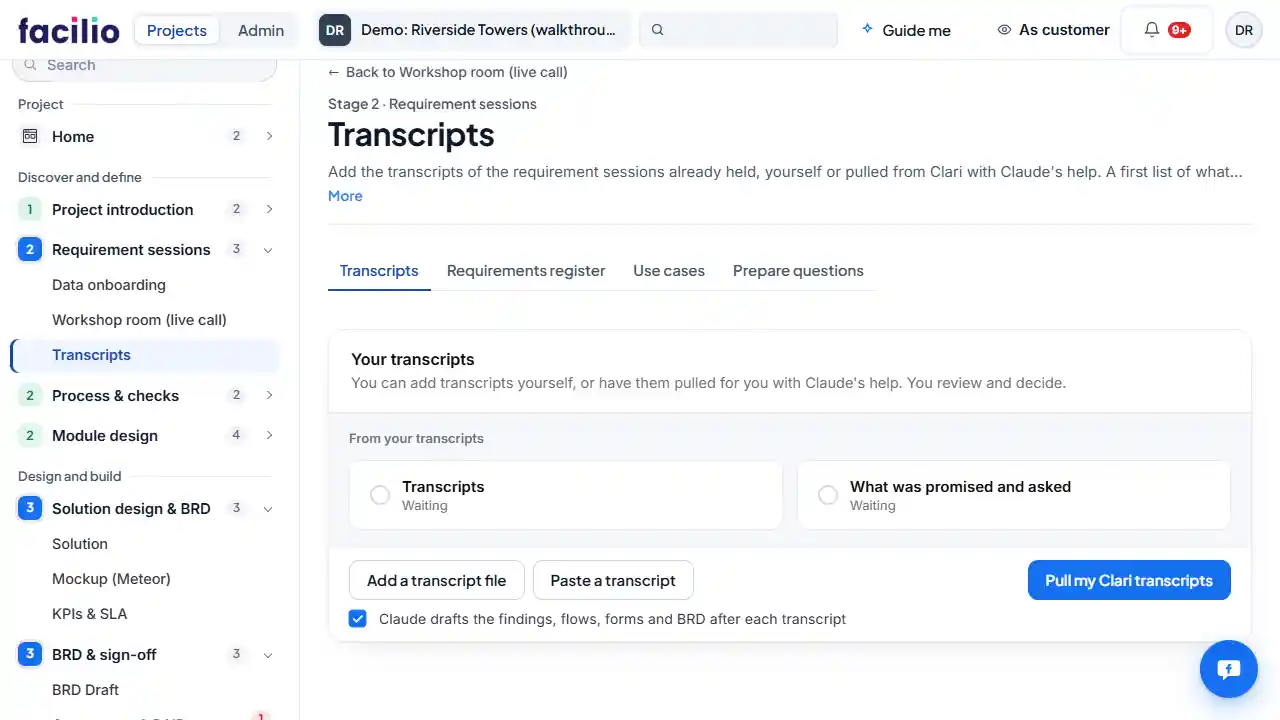 facilio
Projects
Admin
DR
Demo: Riverside Towers (walkthrou...
Guide me
As customer
9+
DR
Search
Project
Home
2
Discover and define
1
Project introduction
2
2
Requirement sessions
3
Data onboarding
Workshop room (live call)
Transcripts
2
Process & checks
2
2
Module design
4
Design and build
3
Solution design & BRD
3
Solution
Mockup (Meteor)
KPIs & SLA
3
BRD & sign-off
3
BRD Draft
1
← Back to Workshop room (live call)
Stage 2 · Requirement sessions
Transcripts
Add the transcripts of the requirement sessions already held, yourself or pulled from Clari with Claude's help. A first list of what...
More
Transcripts
Requirements register
Use cases
Prepare questions
Your transcripts
You can add transcripts yourself, or have them pulled for you with Claude's help. You review and decide.
From your transcripts
Transcripts
Waiting
What was promised and asked
Waiting
Add a transcript file
Paste a transcript
Pull my Clari transcripts
Claude drafts the findings, flows, forms and BRD after each transcript